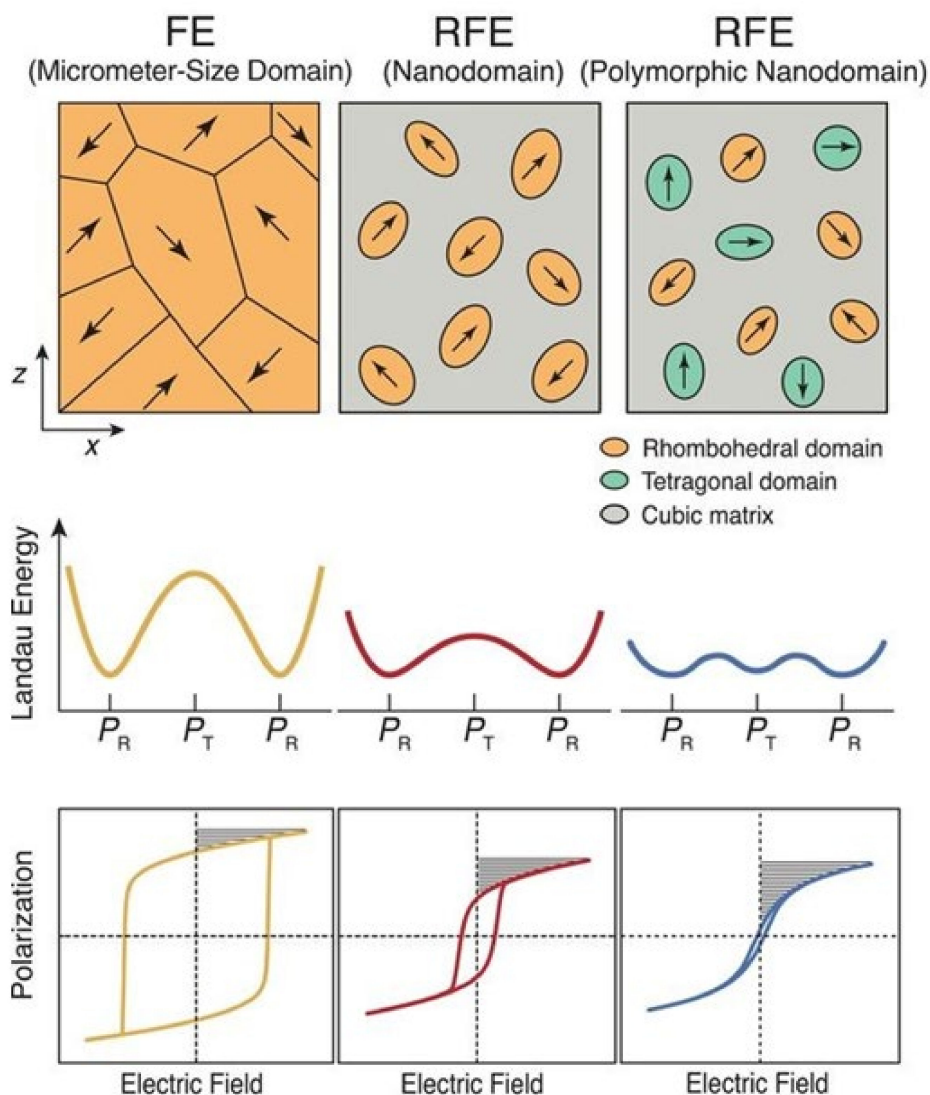 FE
(Micrometer-Size Domain)
RFE
(Nanodomain)
RFE
(Polymorphic Nanodomain)
z
x
Rhombohedral domain
Tetragonal domain
Cubic matrix
Landau Energy
PR PT PR
PR PT PR
PR PT PR
Polarization
Electric Field
Electric Field
Electric Field